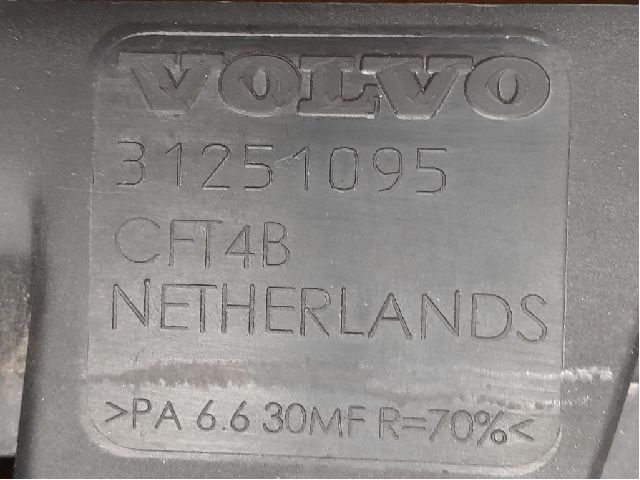 VOLVO
31251095
CFT4B
NETHERLANDS
>PA 6.6 30MF R=70%<